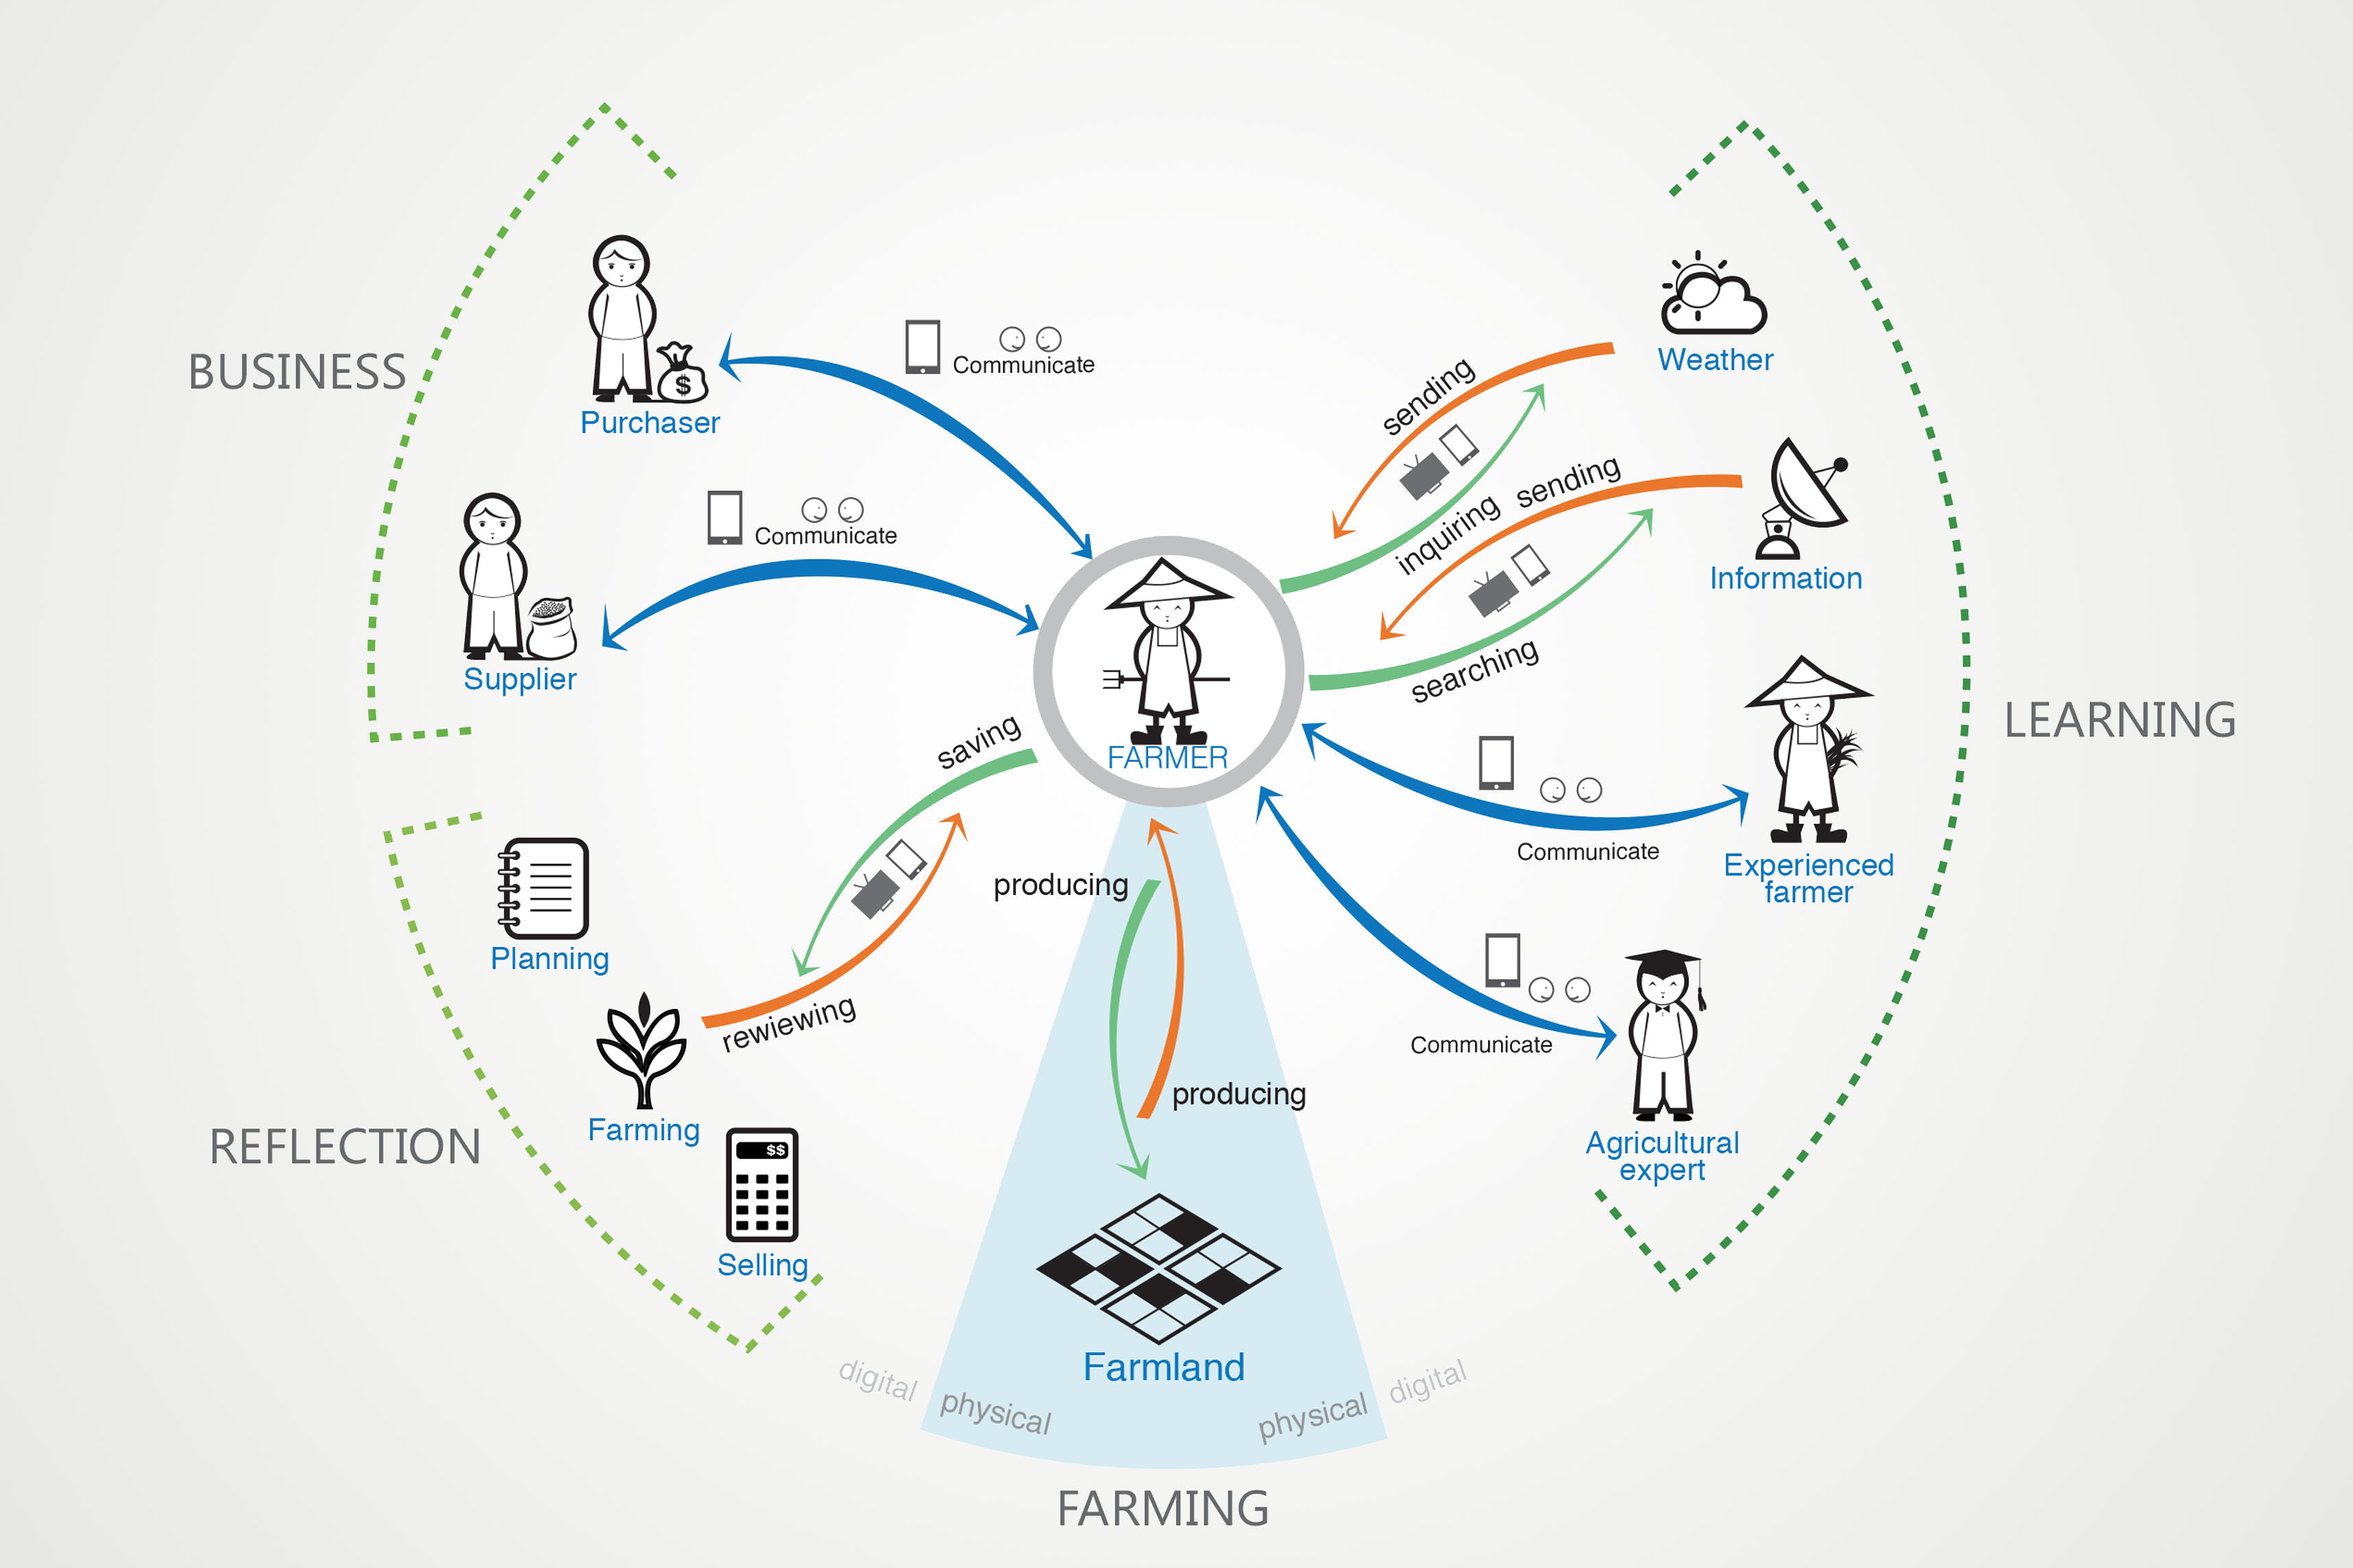 BUSINESS
Purchaser
$
Communicate
Supplier
Communicate
FARMER
sending
Weather
inquiring
sending
Information
searching
LEARNING
Experienced
farmer
Communicate
Agricultural
expert
Communicate
saving
rewiewing
Planning
Farming
$$
Selling
REFLECTION
producing
producing
Farmland
digital
physical
physical
digital
FARMING